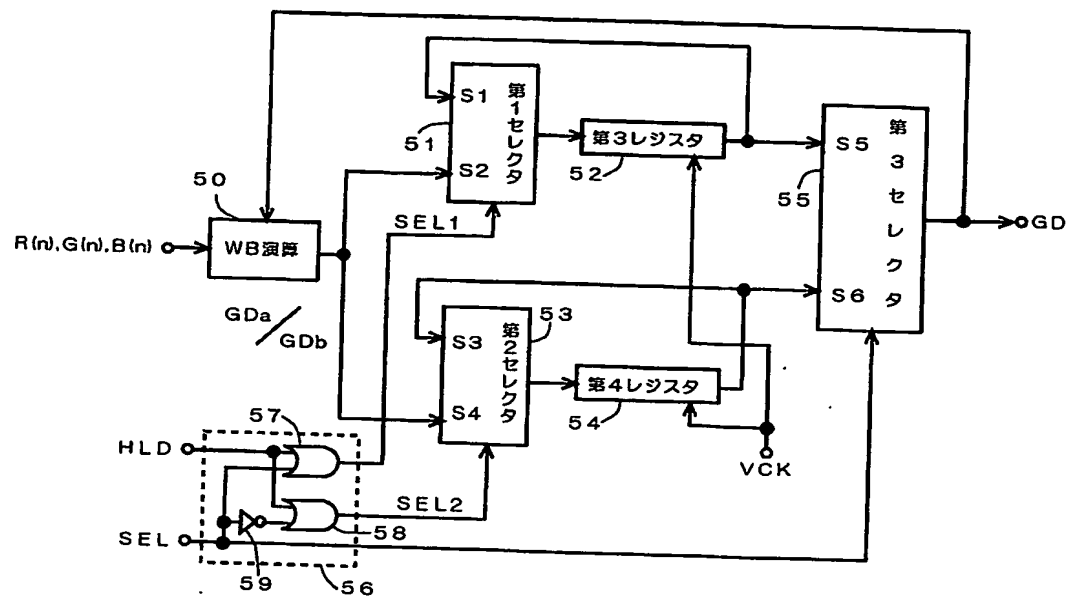 第1セレクタ
S1
S2
51
第3レジスタ
52
第3セレクタ
S5
S6
55
GD
50
R(n),G(n),B(n)
WB演算
SEL1
GDa
GDb
第2セレクタ
53
S3
S4
第4レジスタ
54
VCK
57
HLD
SEL2
58
SEL
59
56